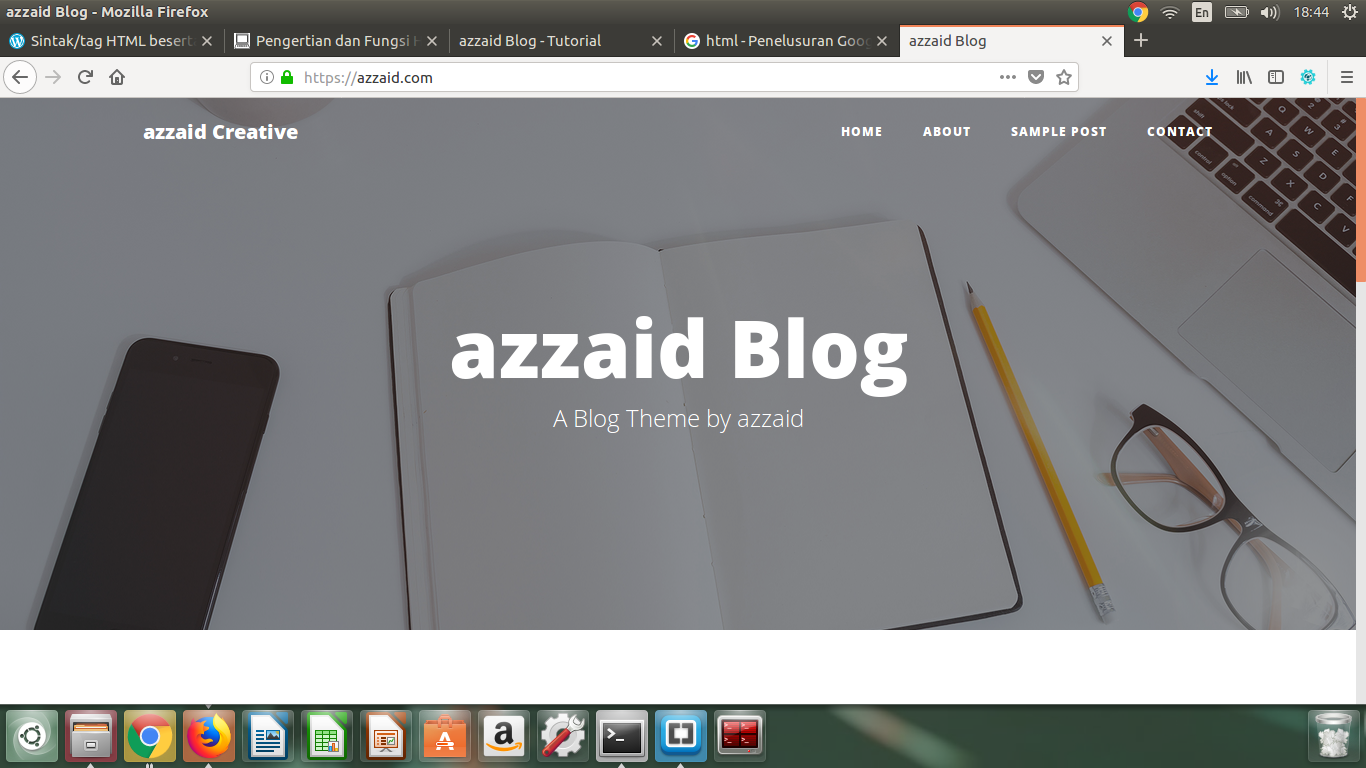 azzaid Blog - Mozilla Firefox
En
18:44
Sintak/tag HTML besert
Pengertian dan Fungsi H
azzaid Blog - Tutorial
html - Penelusuran Goog
azzaid Blog
https://azzaid.com
azzaid Creative
HOME
ABOUT
SAMPLE POST
CONTACT
azzaid Blog
A Blog Theme by azzaid